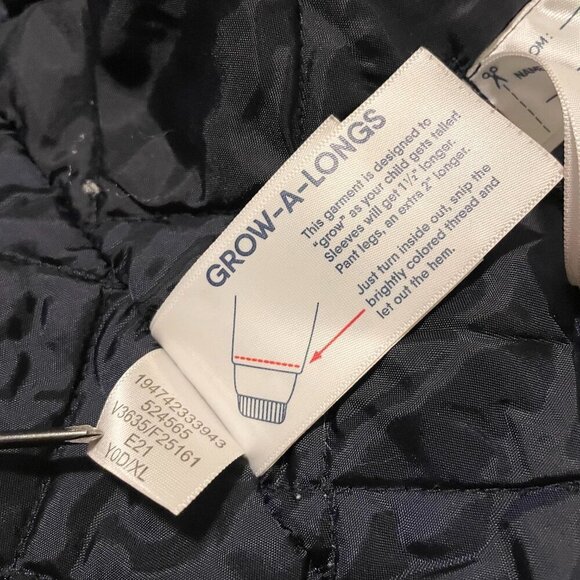 GROW-A-LONGS
This garment is designed to
"grow" as your child gets taller!
Sleeves will get 1½" longer.
Pant legs, an extra 2" longer.
Just turn inside out, snip the
brightly colored thread and
let out the hem.
194742333943
524565
V3635/F25161
E21
Y0D/XL
OM: